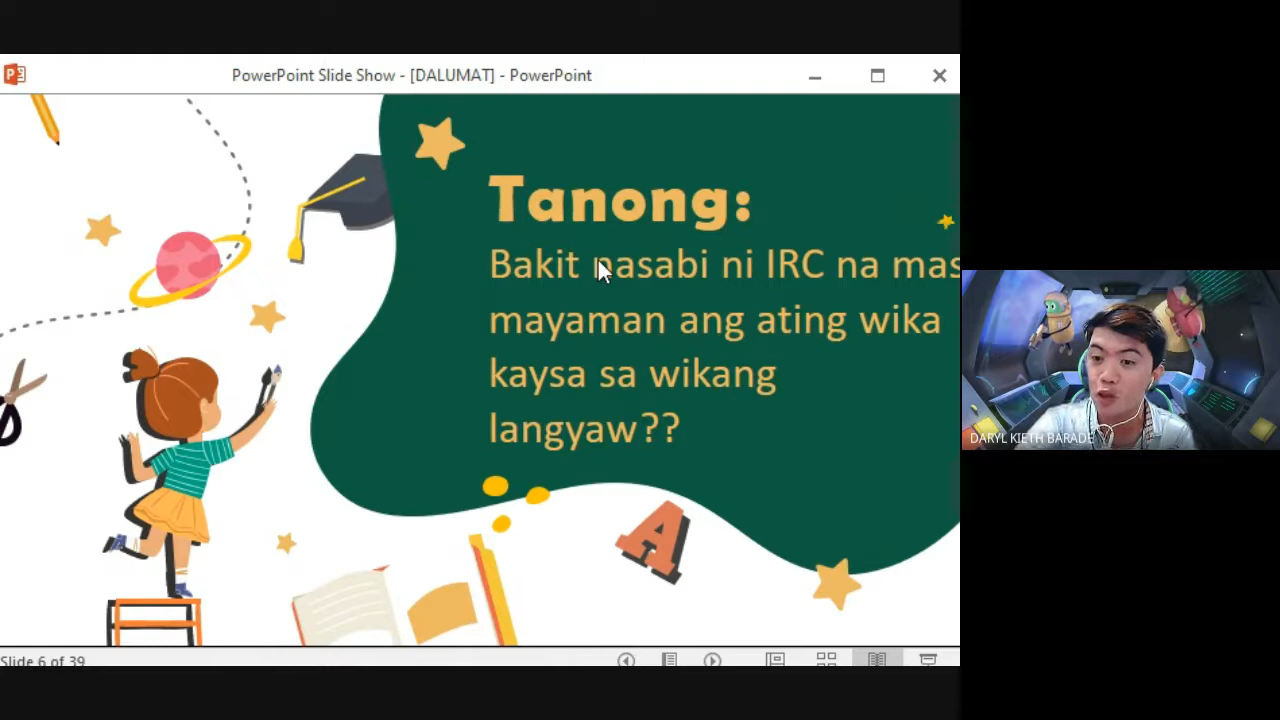 PowerPoint Slide Show - [DALUMAT] - PowerPoint
Tanong:
Bakit nasabi ni IRC na mas
mayaman ang ating wika
kaysa sa wikang
langyaw??
A
DARYL KIETH BARADE
Slide 6 of 39